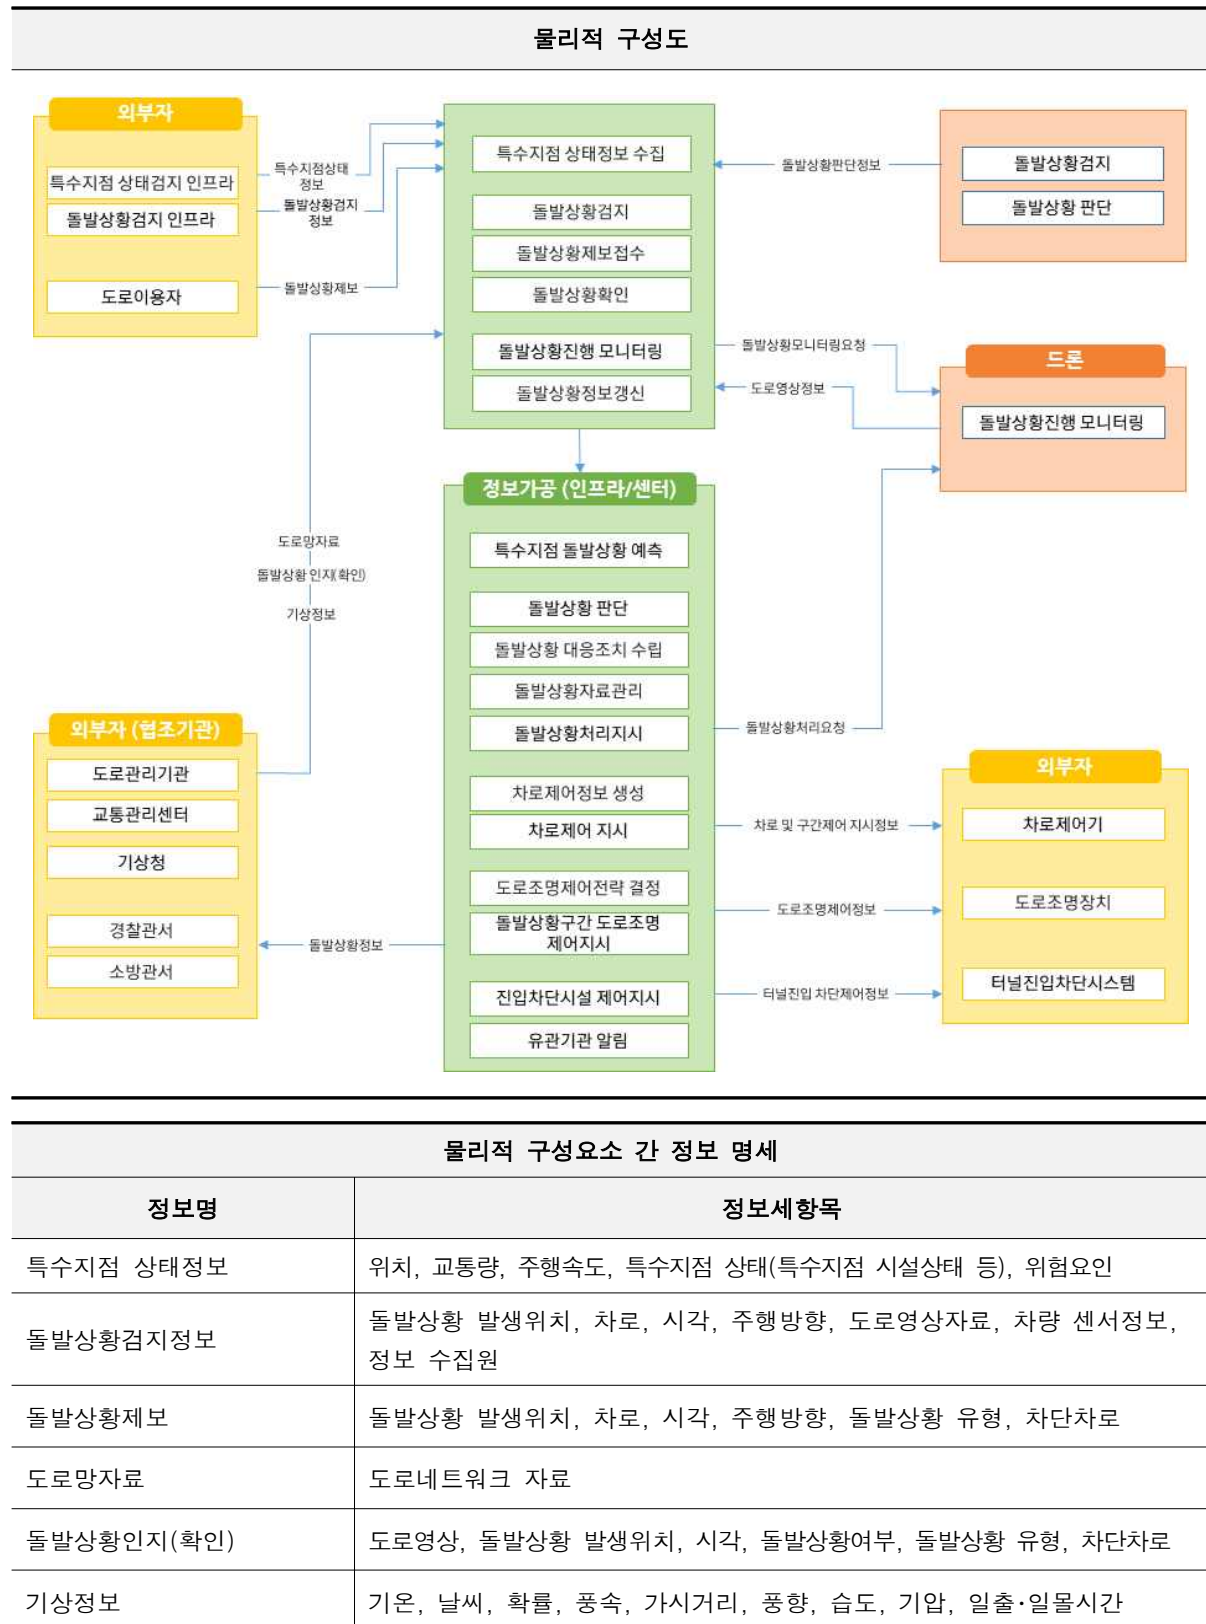 물리적 구성도
외부자
특수지점 상태검지 인프라
돌발상황검지 인프라
도로이용자
특수지점상태
정보
돌발상황검지
정보
돌발상황제보
특수지점 상태정보 수집
돌발상황검지
돌발상황제보접수
돌발상황확인
돌발상황진행 모니터링
돌발상황정보갱신
돌발상황판단정보
돌발상황검지
돌발상황 판단
돌발상황모니터링요청
도로영상정보
드론
돌발상황진행 모니터링
정보가공 (인프라/센터)
특수지점 돌발상황 예측
돌발상황 판단
돌발상황 대응조치 수립
돌발상황자료관리
돌발상황처리지시
차로제어정보 생성
차로제어 지시
도로조명제어전략 결정
돌발상황구간 도로조명
제어지시
진입차단시설 제어지시
유관기관 알림
도로망자료
돌발상황 인지(확인)
기상정보
외부자 (협조기관)
도로관리기관
교통관리센터
기상청
경찰관서
소방관서
돌발상황정보
돌발상황처리요청
차로 및 구간제어 지시정보
도로조명제어정보
터널진입 차단제어정보
외부자
차로제어기
도로조명장치
터널진입차단시스템
물리적 구성요소 간 정보 명세
정보명
정보세항목
특수지점 상태정보
위치, 교통량, 주행속도, 특수지점 상태(특수지점 시설상태 등), 위험요인
돌발상황검지정보
돌발상황 발생위치, 차로, 시각, 주행방향, 도로영상자료, 차량 센서정보,
정보 수집원
돌발상황제보
돌발상황 발생위치, 차로, 시각, 주행방향, 돌발상황 유형, 차단차로
도로망자료
도로네트워크 자료
돌발상황인지(확인)
도로영상, 돌발상황 발생위치, 시각, 돌발상황여부, 돌발상황 유형, 차단차로
기상정보
기온, 날씨, 확률, 풍속, 가시거리, 풍향, 습도, 기압, 일출·일몰시간